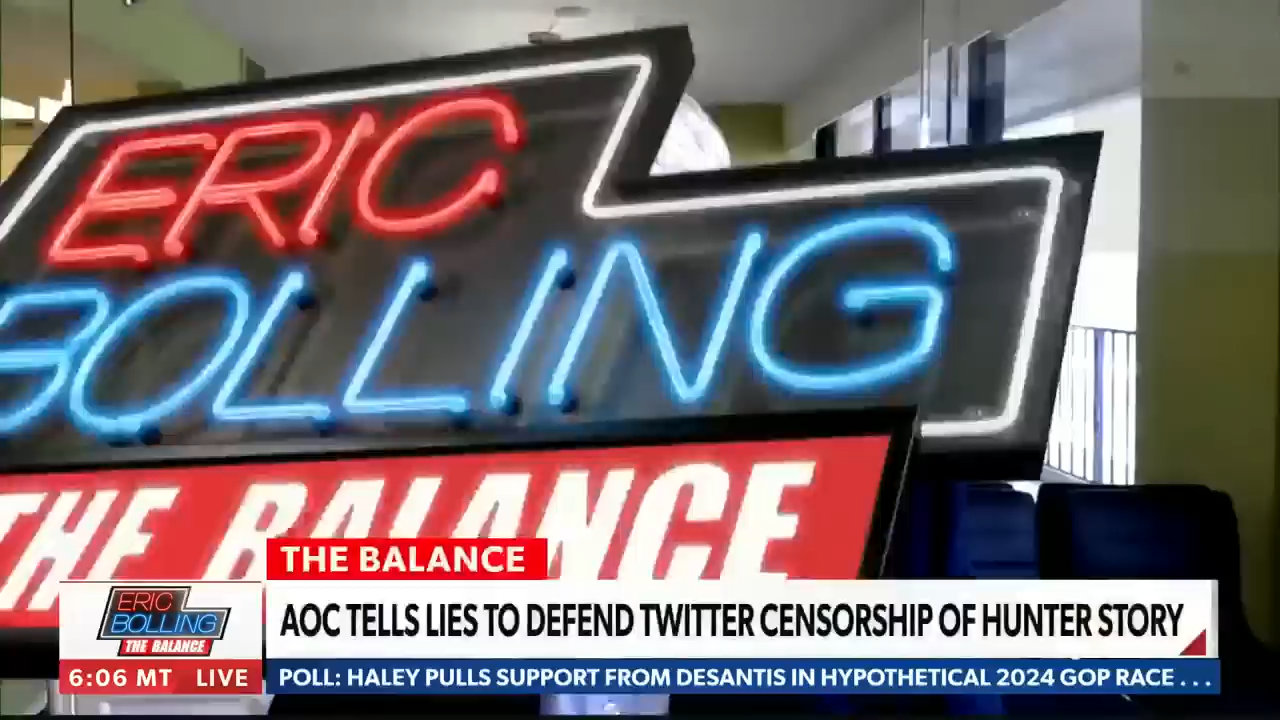 ERIC
BOLLING
THE BALANCE
THE BALANCE
ERIC
BOLLING
THE BALANCE
AOC TELLS LIES TO DEFEND TWITTER CENSORSHIP OF HUNTER STORY
6:06 MT LIVE
POLL: HALEY PULLS SUPPORT FROM DESANTIS IN HYPOTHETICAL 2024 GOP RACE . . .